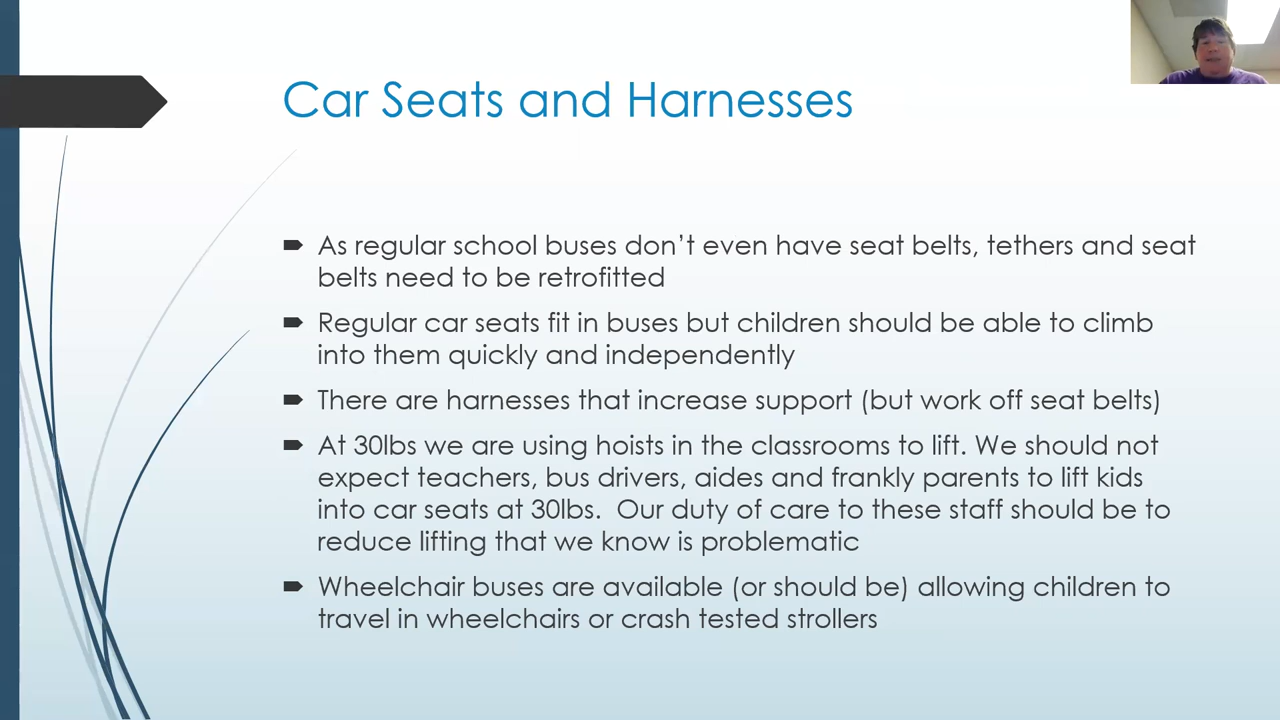 Car Seats and Harnesses
As regular school buses don’t even have seat belts, tethers and seat
belts need to be retrofitted
Regular car seats fit in buses but children should be able to climb
into them quickly and independently
There are harnesses that increase support (but work off seat belts)
At 30lbs we are using hoists in the classrooms to lift. We should not
expect teachers, bus drivers, aides and frankly parents to lift kids
into car seats at 30lbs.  Our duty of care to these staff should be to
reduce lifting that we know is problematic
Wheelchair buses are available (or should be) allowing children to
travel in wheelchairs or crash tested strollers